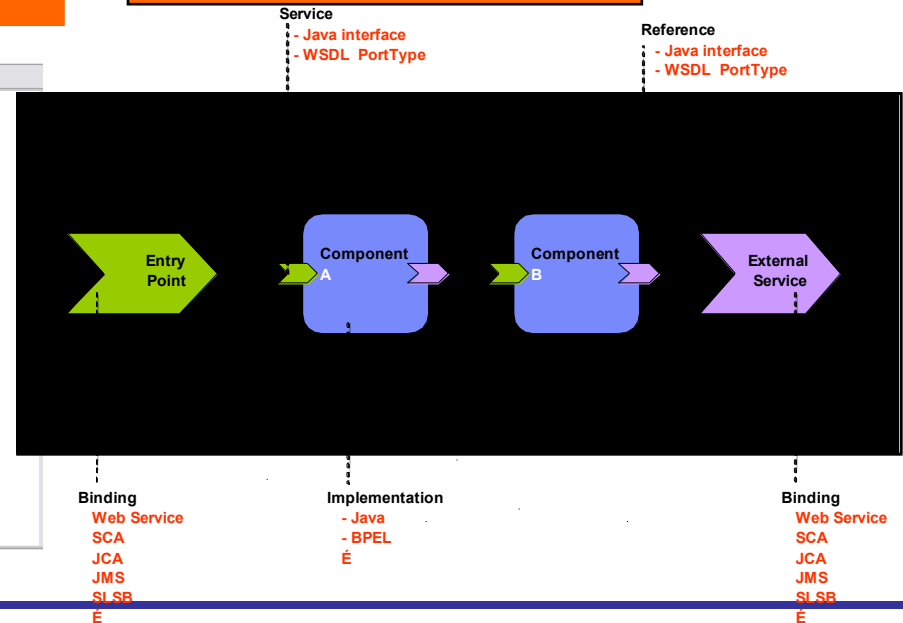 Service
- Java interface
- WSDL PortType
Reference
- Java interface
- WSDL PortType
Entry
Point
Component
A
Component
B
External
Service
Binding
Web Service
SCA
JCA
JMS
SLSB
É
Implementation
- Java
- BPEL
É
Binding
Web Service
SCA
JCA
JMS
SLSB
É